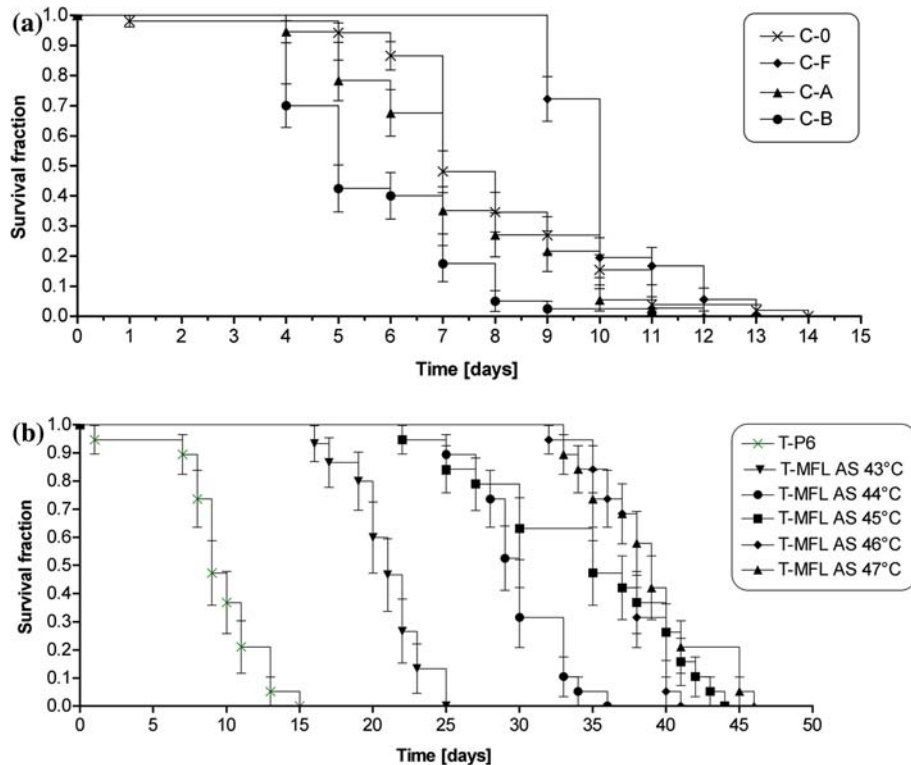 (a)
1.0
0.9
0.8
0.7
0.6
0.5
0.4
0.3
0.2
0.1
0.0
Survival fraction
0 1 2 3 4 5 6 7 8 9 10 11 12 13 14 15
Time [days]
C-0
C-F
C-A
C-B
(b)
1.0
0.9
0.8
0.7
0.6
0.5
0.4
0.3
0.2
0.1
0.0
Survival fraction
0 10 20 25 30 35 40 45 50
Time [days]
T-P6
T-MFL AS 43°C
T-MFL AS 44°C
T-MFL AS 45°C
T-MFL AS 46°C
T-MFL AS 47°C